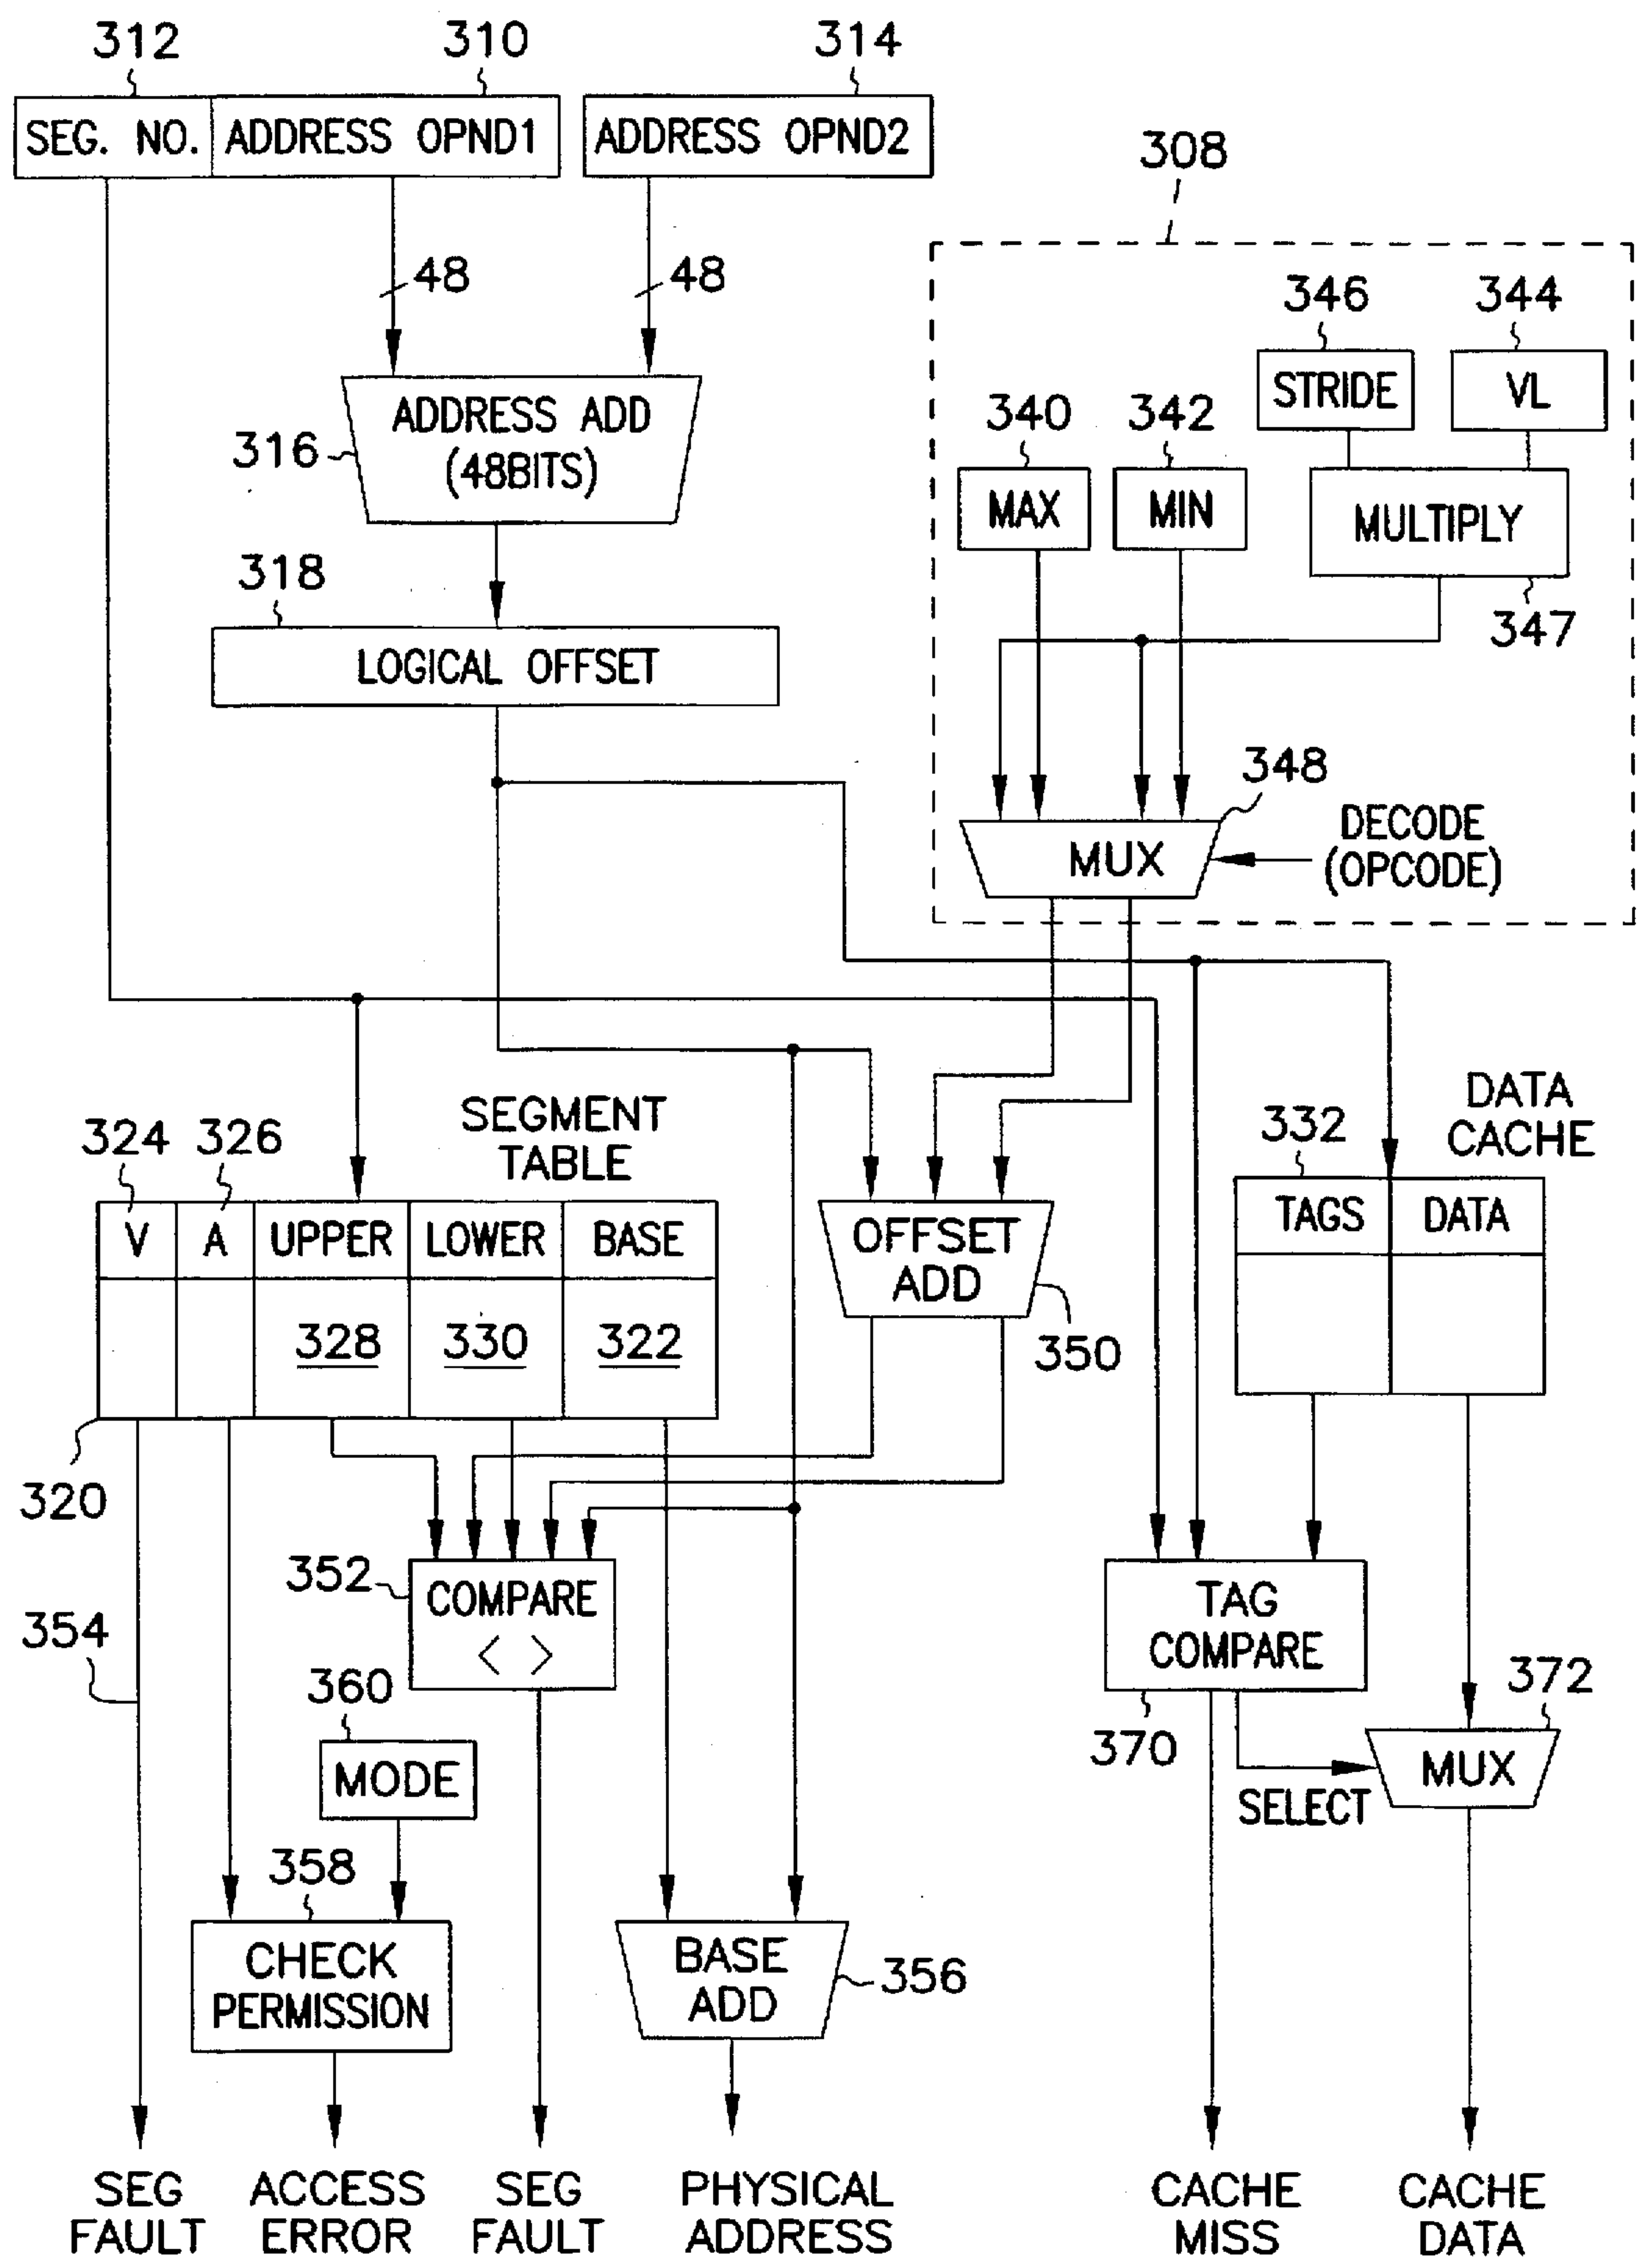 312
310
314
SEG. NO.
ADDRESS OPND1
ADDRESS OPND2
308
48
48
346
344
STRIDE
VL
340
342
ADDRESS ADD
(48BITS)
316
MAX
MIN
MULTIPLY
347
318
LOGICAL OFFSET
348
MUX
DECODE
(OPCODE)
324
326
SEGMENT
TABLE
332
DATA
CACHE
V
A
UPPER
LOWER
BASE
328
330
322
320
OFFSET
ADD
350
TAGS
DATA
352
COMPARE
< >
354
360
MODE
TAG
COMPARE
370
372
MUX
SELECT
358
CHECK
PERMISSION
BASE
ADD
356
SEG
FAULT
ACCESS
ERROR
SEG
FAULT
PHYSICAL
ADDRESS
CACHE
MISS
CACHE
DATA